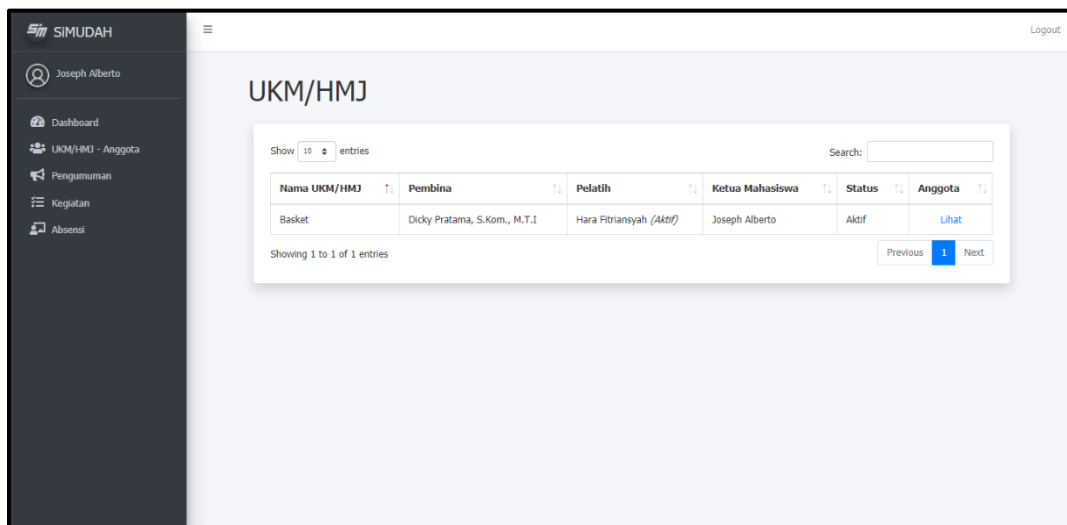 Sim SiMUDAH
Logout
Joseph Alberto
Dashboard
UKM/HMJ - Anggota
Pengumuman
Kegiatan
Absensi
UKM/HMJ
Show 10 entries
Search:
Nama UKM/HMJ Pembina Pelatih Ketua Mahasiswa Status Anggota
Basket Dicky Pratama, S.Kom., M.T.I Hara Fitriansyah (Aktif) Joseph Alberto Aktif Lihat
Showing 1 to 1 of 1 entries
Previous 1 Next